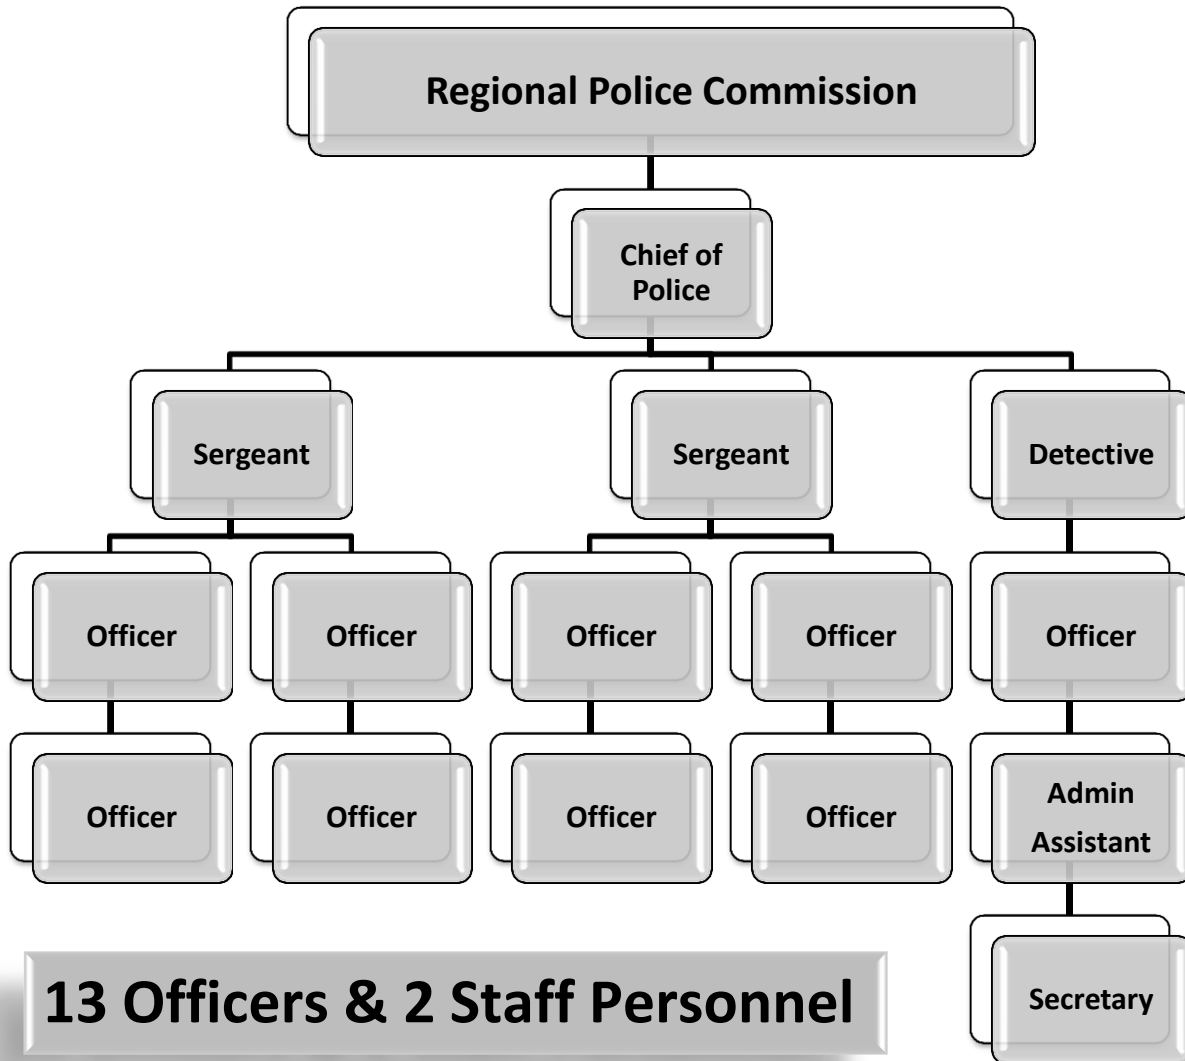 Regional Police Commission
Chief of
Police
Sergeant
Sergeant
Detective
Officer
Officer
Officer
Officer
Officer
Officer
Officer
Officer
Officer
Admin
Assistant
Secretary
13 Officers & 2 Staff Personnel